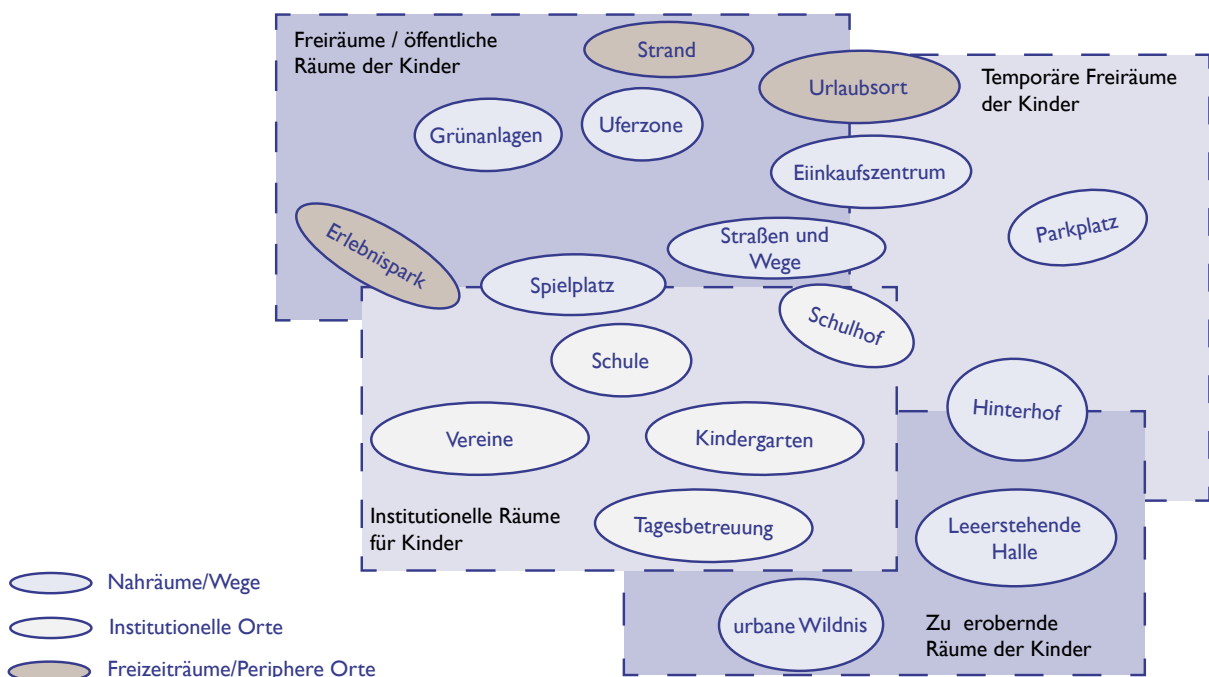 Freiräume / öffentliche
Räume der Kinder
Strand
Urlaubsort
Temporäre Freiräume
der Kinder
Grünanlagen
Uferzone
Eiinkaufszentrum
Parkplatz
Erlebnispark
Straßen und
Wege
Spielplatz
Schulhof
Schule
Hinterhof
Vereine
Kindergarten
Institutionelle Räume
für Kinder
Tagesbetreuung
Leeerstehende
Halle
urbane Wildnis
Zu erobernde
Räume der Kinder
Nahräume/Wege
Institutionelle Orte
Freizeiträume/Periphere Orte